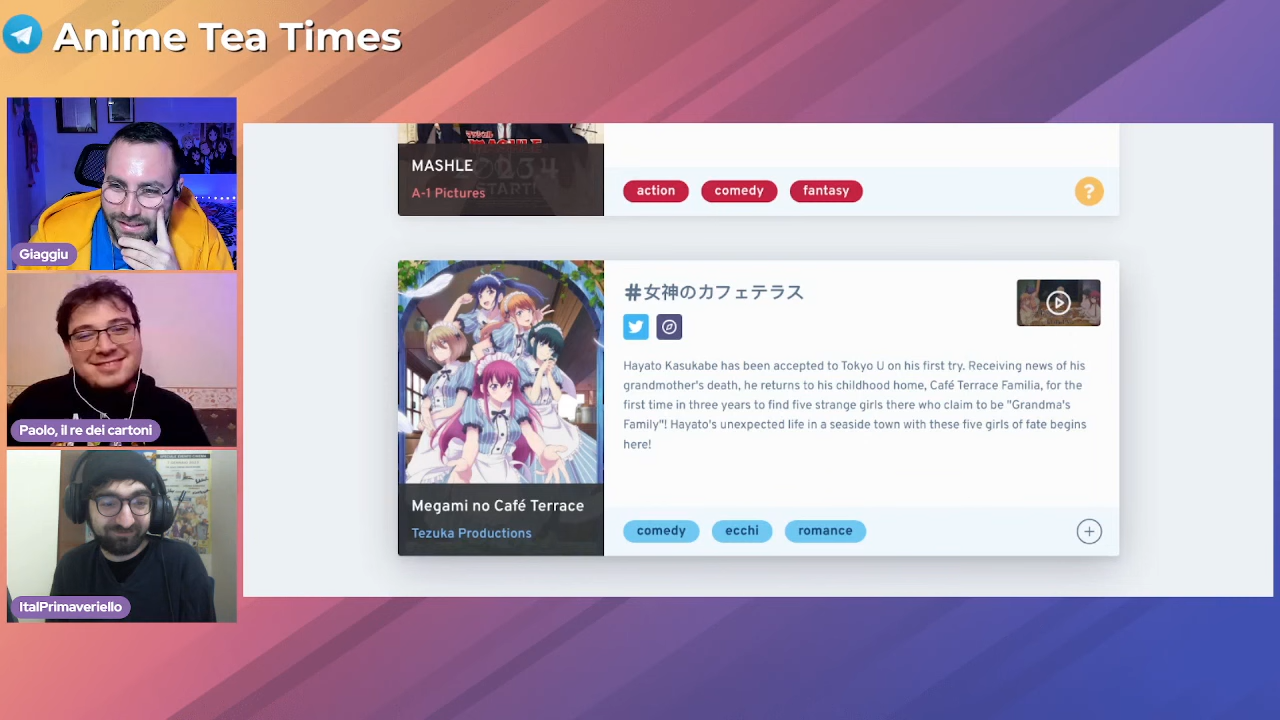 Anime Tea Times
Giaggiu
Paolo, il re dei cartoni
ItalPrimaveriello
MASHLE
A-1 Pictures
action
comedy
fantasy
?
#女神のカフェテラス
Hayato Kasukabe has been accepted to Tokyo U on his first try. Receiving news of his
grandmother's death, he returns to his childhood home, Café Terrace Familia, for the
first time in three years to find five strange girls there who claim to be "Grandma's
Family"! Hayato's unexpected life in a seaside town with these five girls of fate begins
here!
Megami no Café Terrace
Tezuka Productions
comedy
ecchi
romance